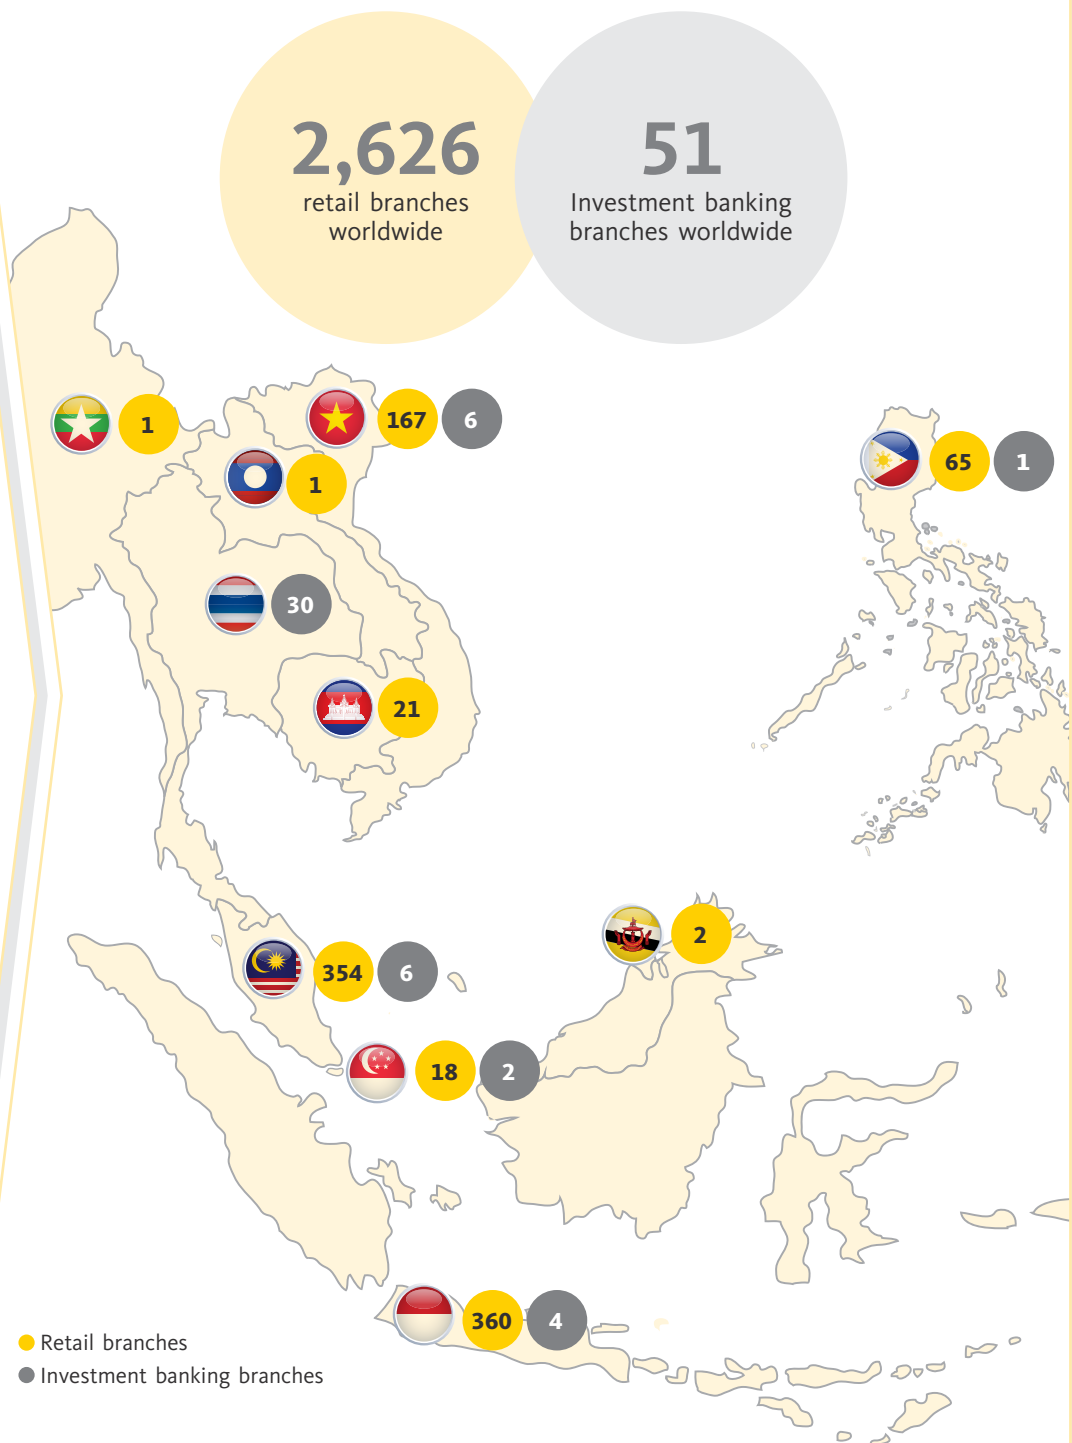 2,626
retail branches
worldwide
51
Investment banking
branches worldwide
1
167
6
1
65
1
30
21
2
354
6
18
2
360
4
Retail branches
Investment banking branches